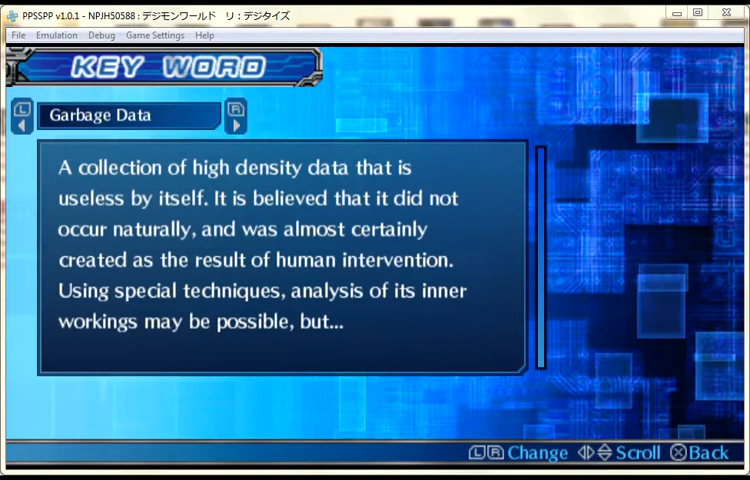 PPSSPP v1.0.1 - NPJH50588 : デジモンワールド　リ：デジタイズ
File Emulation Debug Game Settings Help
KEY WORD
L Garbage Data R
A collection of high density data that is
useless by itself. It is believed that it did not
occur naturally, and was almost certainly
created as the result of human intervention.
Using special techniques, analysis of its inner
workings may be possible, but...
L R Change Scroll X Back